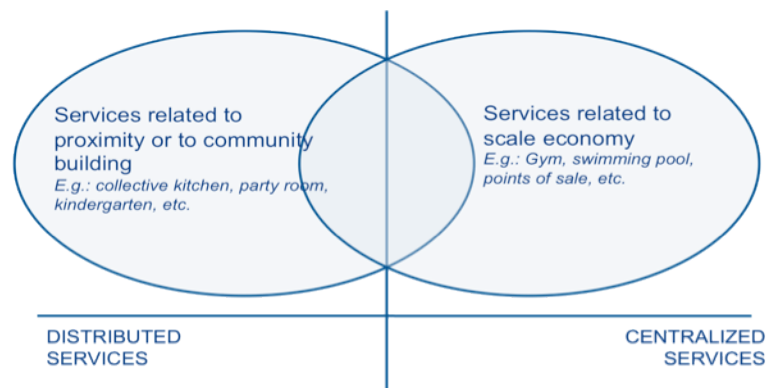 Services related to
proximity or to community
building
E.g.: collective kitchen, party room,
kindergarten, etc.
Services related to
scale economy
E.g.: Gym, swimming pool,
points of sale, etc.
DISTRIBUTED
SERVICES
CENTRALIZED
SERVICES